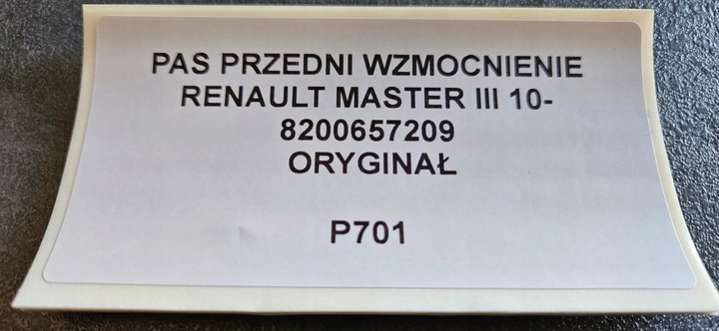 PAS PRZEDNI WZMOCNIENIE
RENAULT MASTER III 10-
8200657209
ORYGINAŁ
P701